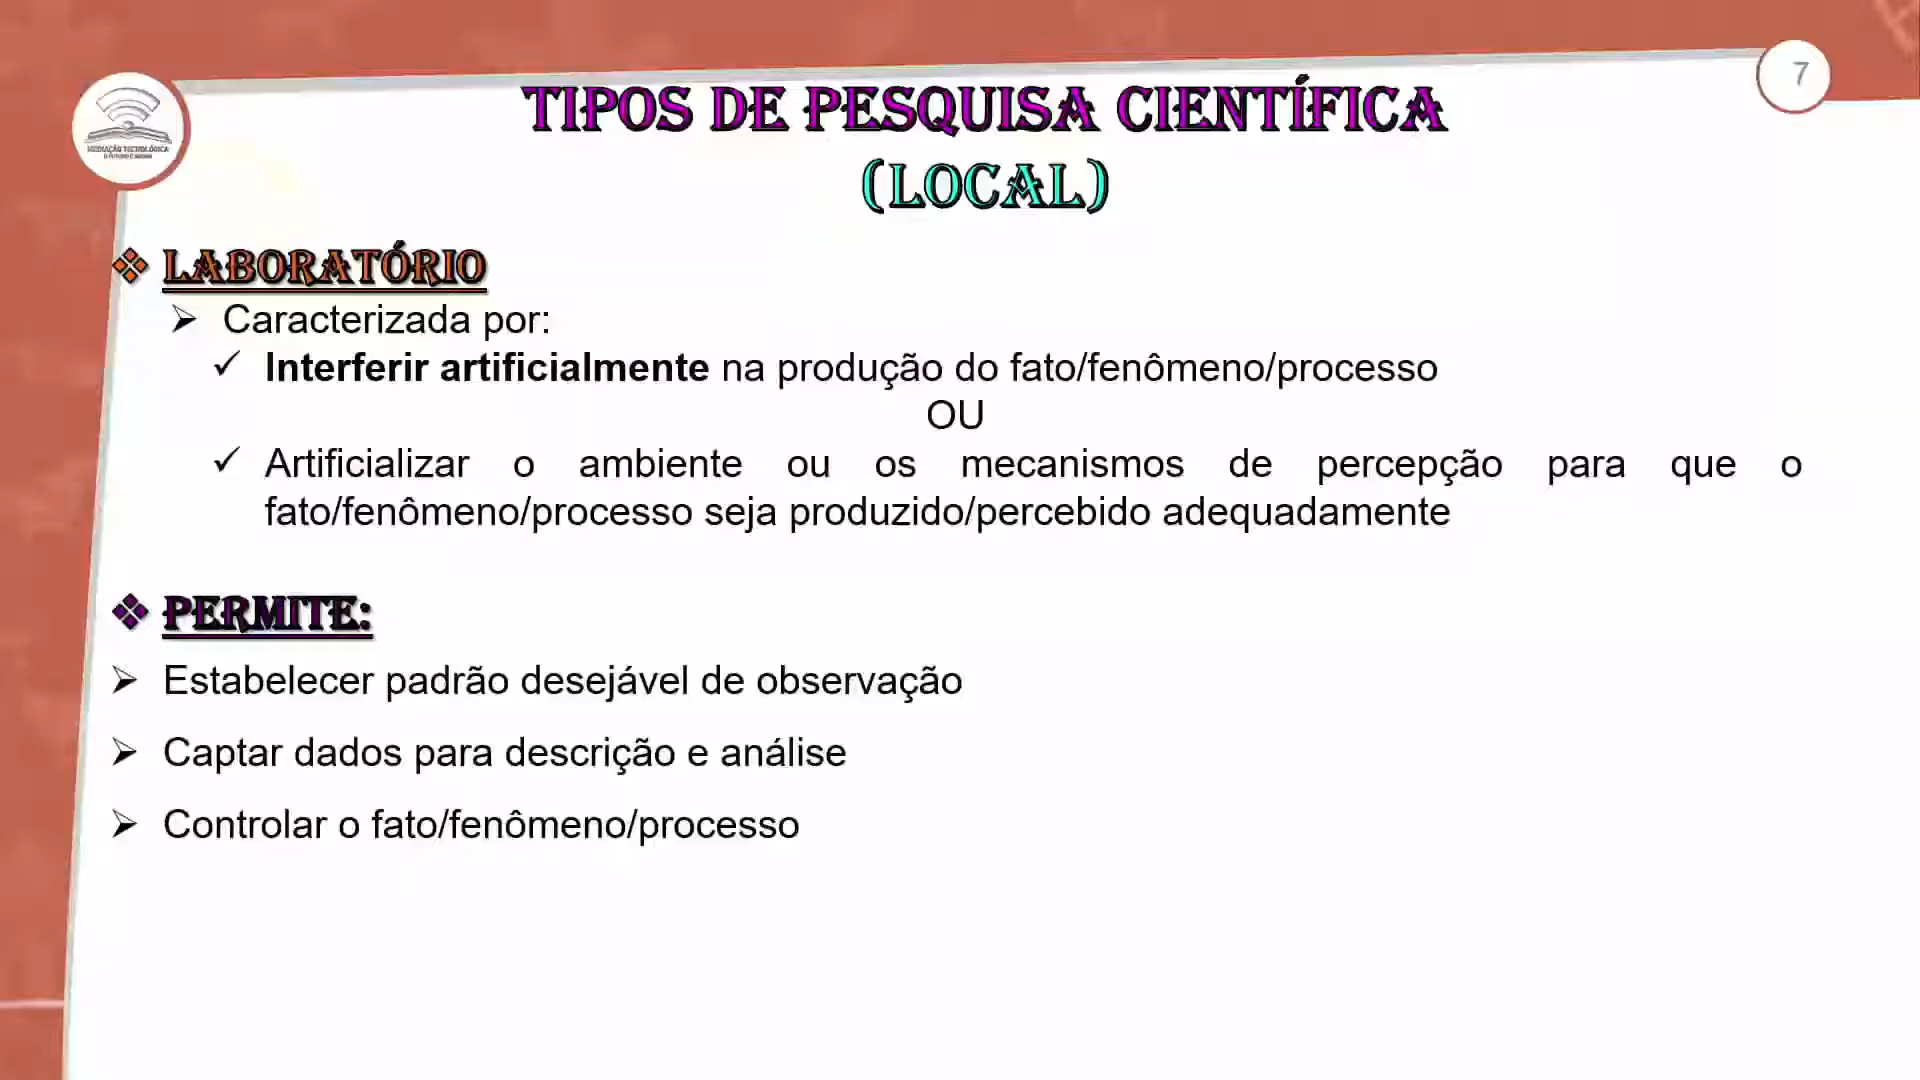 7
MEDIAÇÃO TECNOLÓGICA
TIPOS DE PESQUISA CIENTÍFICA
(LOCAL)
LABORATÓRIO
Caracterizada por:
Interferir artificialmente na produção do fato/fenômeno/processo
OU
Artificializar o ambiente ou os mecanismos de percepção para que o
fato/fenômeno/processo seja produzido/percebido adequadamente
PERMITE:
Estabelecer padrão desejável de observação
Captar dados para descrição e análise
Controlar o fato/fenômeno/processo